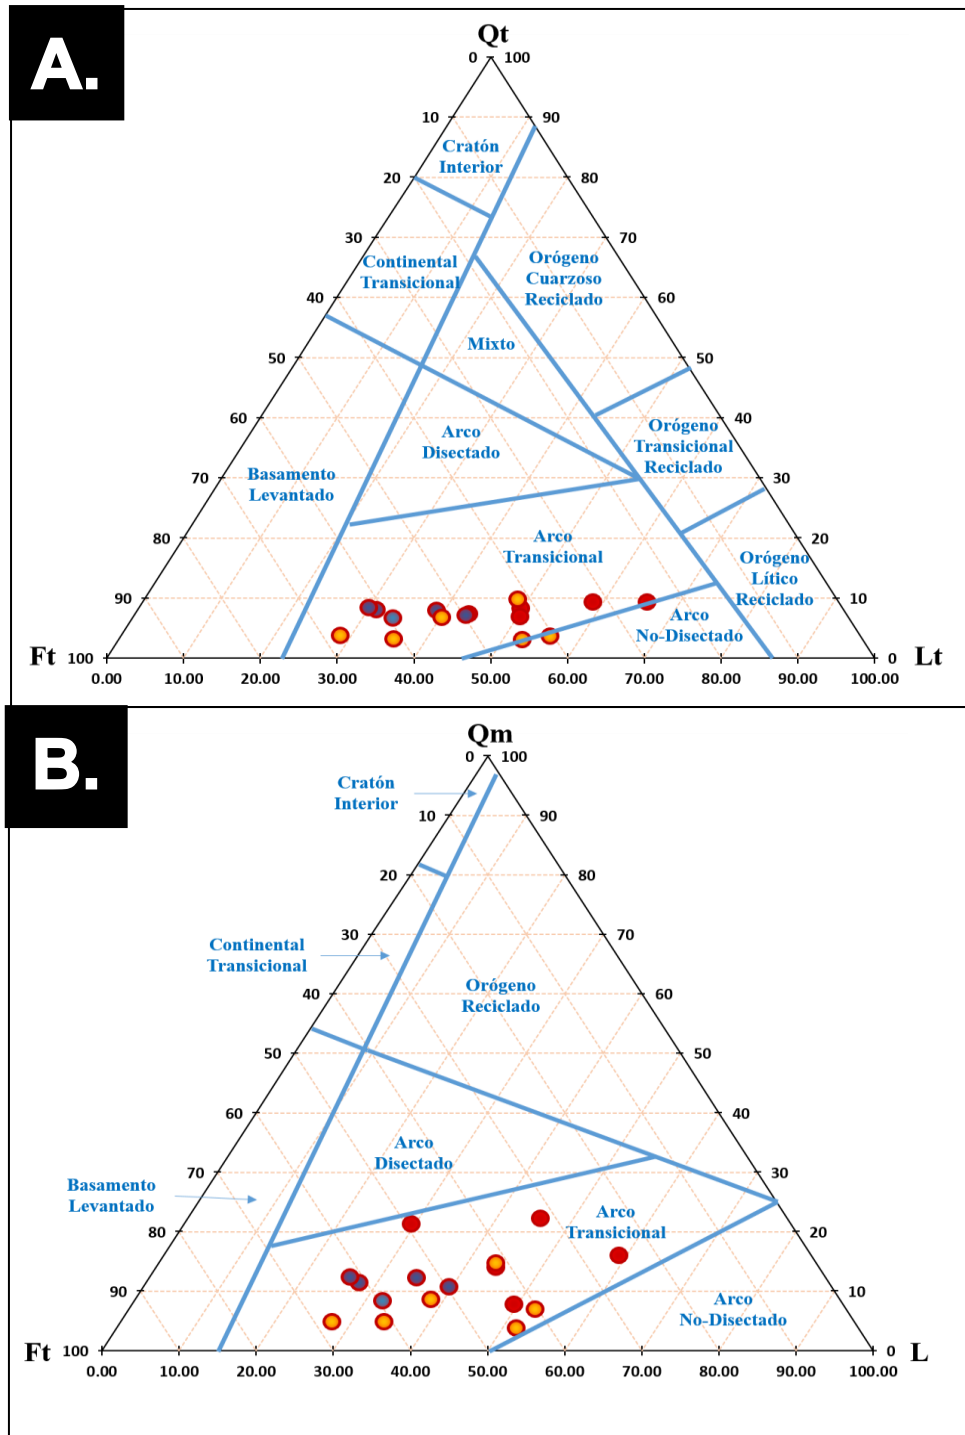 A.
Qt
0 100
10 90
Cratón
Interior
20 80
30 70
Continental
Transicional
Orógeno
Cuarzoso
Reciclado
40 60
Mixto
50 50
60 40
Arco
Disectado
Orógeno
Transicional
Reciclado
70 30
Basamento
Levantado
80 20
Arco
Transicional
Orógeno
Lítico
Reciclado
90 10
Arco
No-Disectado
Ft 100 0 Lt
0.00 10.00 20.00 30.00 40.00 50.00 60.00 70.00 80.00 90.00 100.00
B.
Qm
0 100
Cratón
Interior
10 90
20 80
30 70
Continental
Transicional
Orógeno
Reciclado
40 60
50 50
60 40
Arco
Disectado
70 30
Basamento
Levantado
Arco
Transicional
80 20
90 10
Arco
No-Disectado
Ft 100 0 L
0.00 10.00 20.00 30.00 40.00 50.00 60.00 70.00 80.00 90.00 100.00